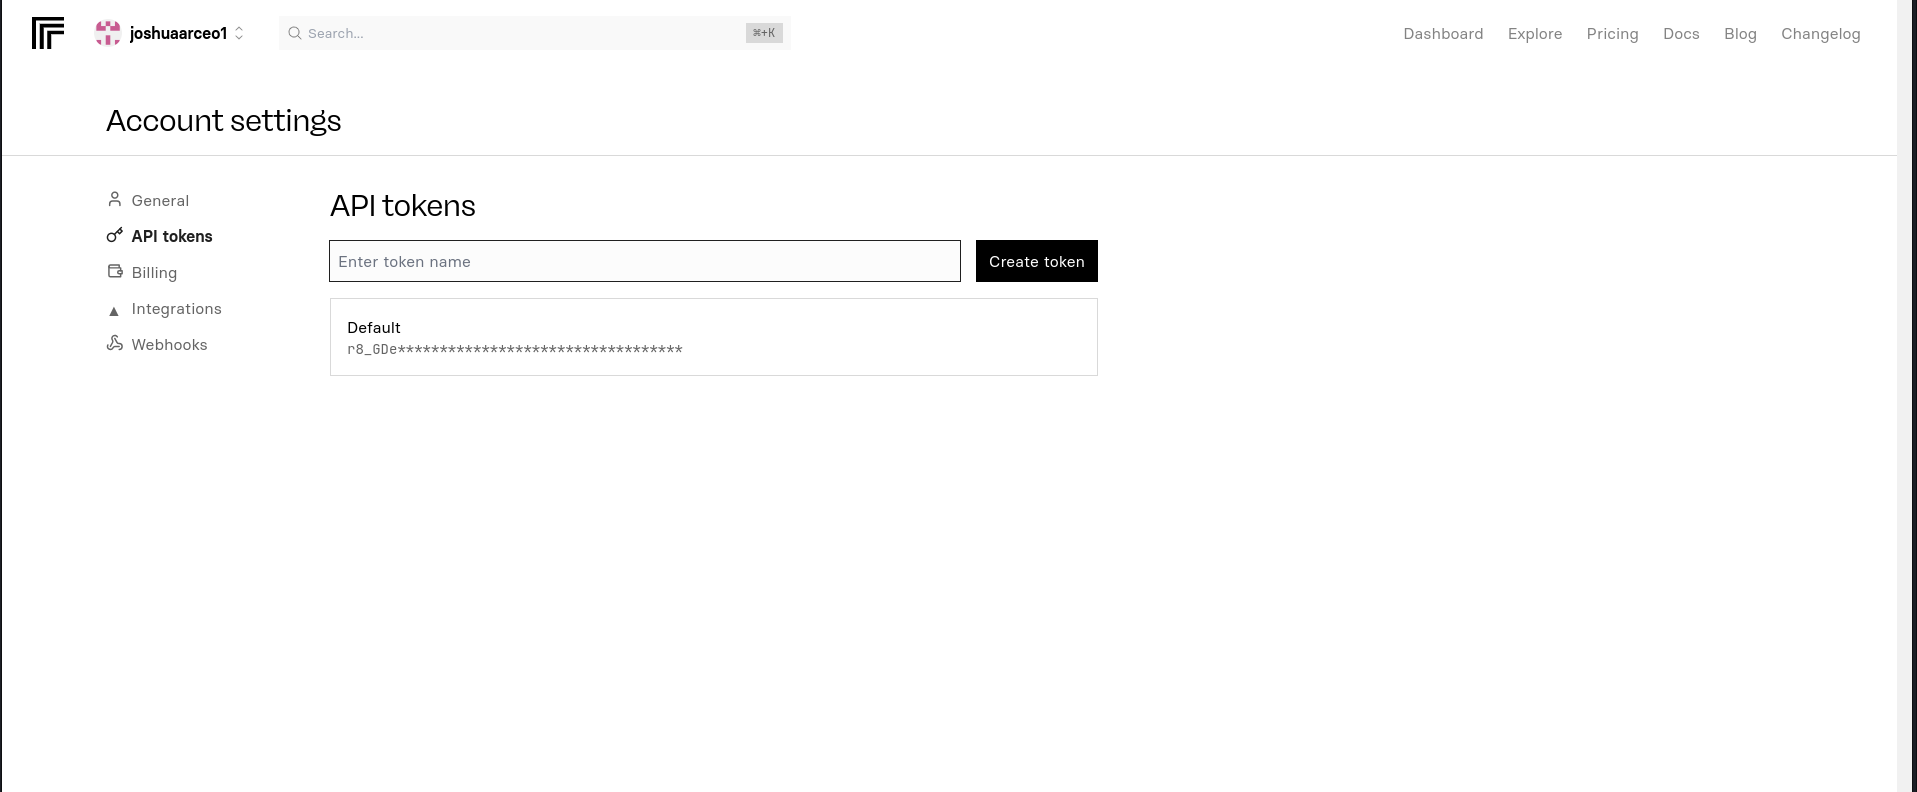 joshuaarceo1
Search...
⌘+K
Dashboard
Explore
Pricing
Docs
Blog
Changelog
Account settings
General
API tokens
Billing
Integrations
Webhooks
API tokens
Enter token name
Create token
Default
r8_GDe**********************************